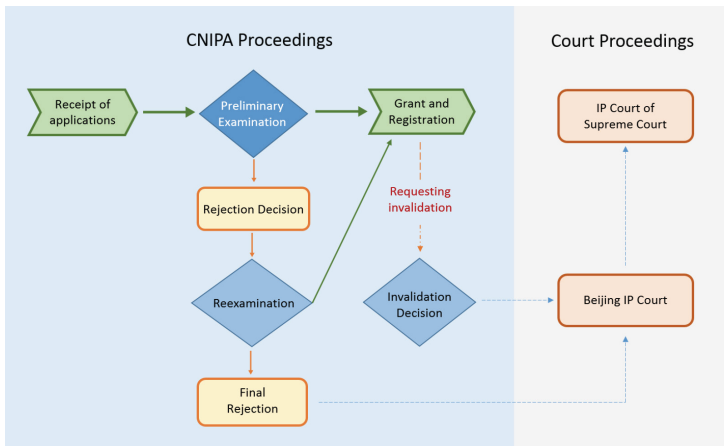 CNIPA Proceedings
Court Proceedings
Receipt of
applications
Preliminary
Examination
Grant and
Registration
IP Court of
Supreme Court
Requesting
invalidation
Rejection Decision
Reexamination
Invalidation
Decision
Beijing IP Court
Final
Rejection